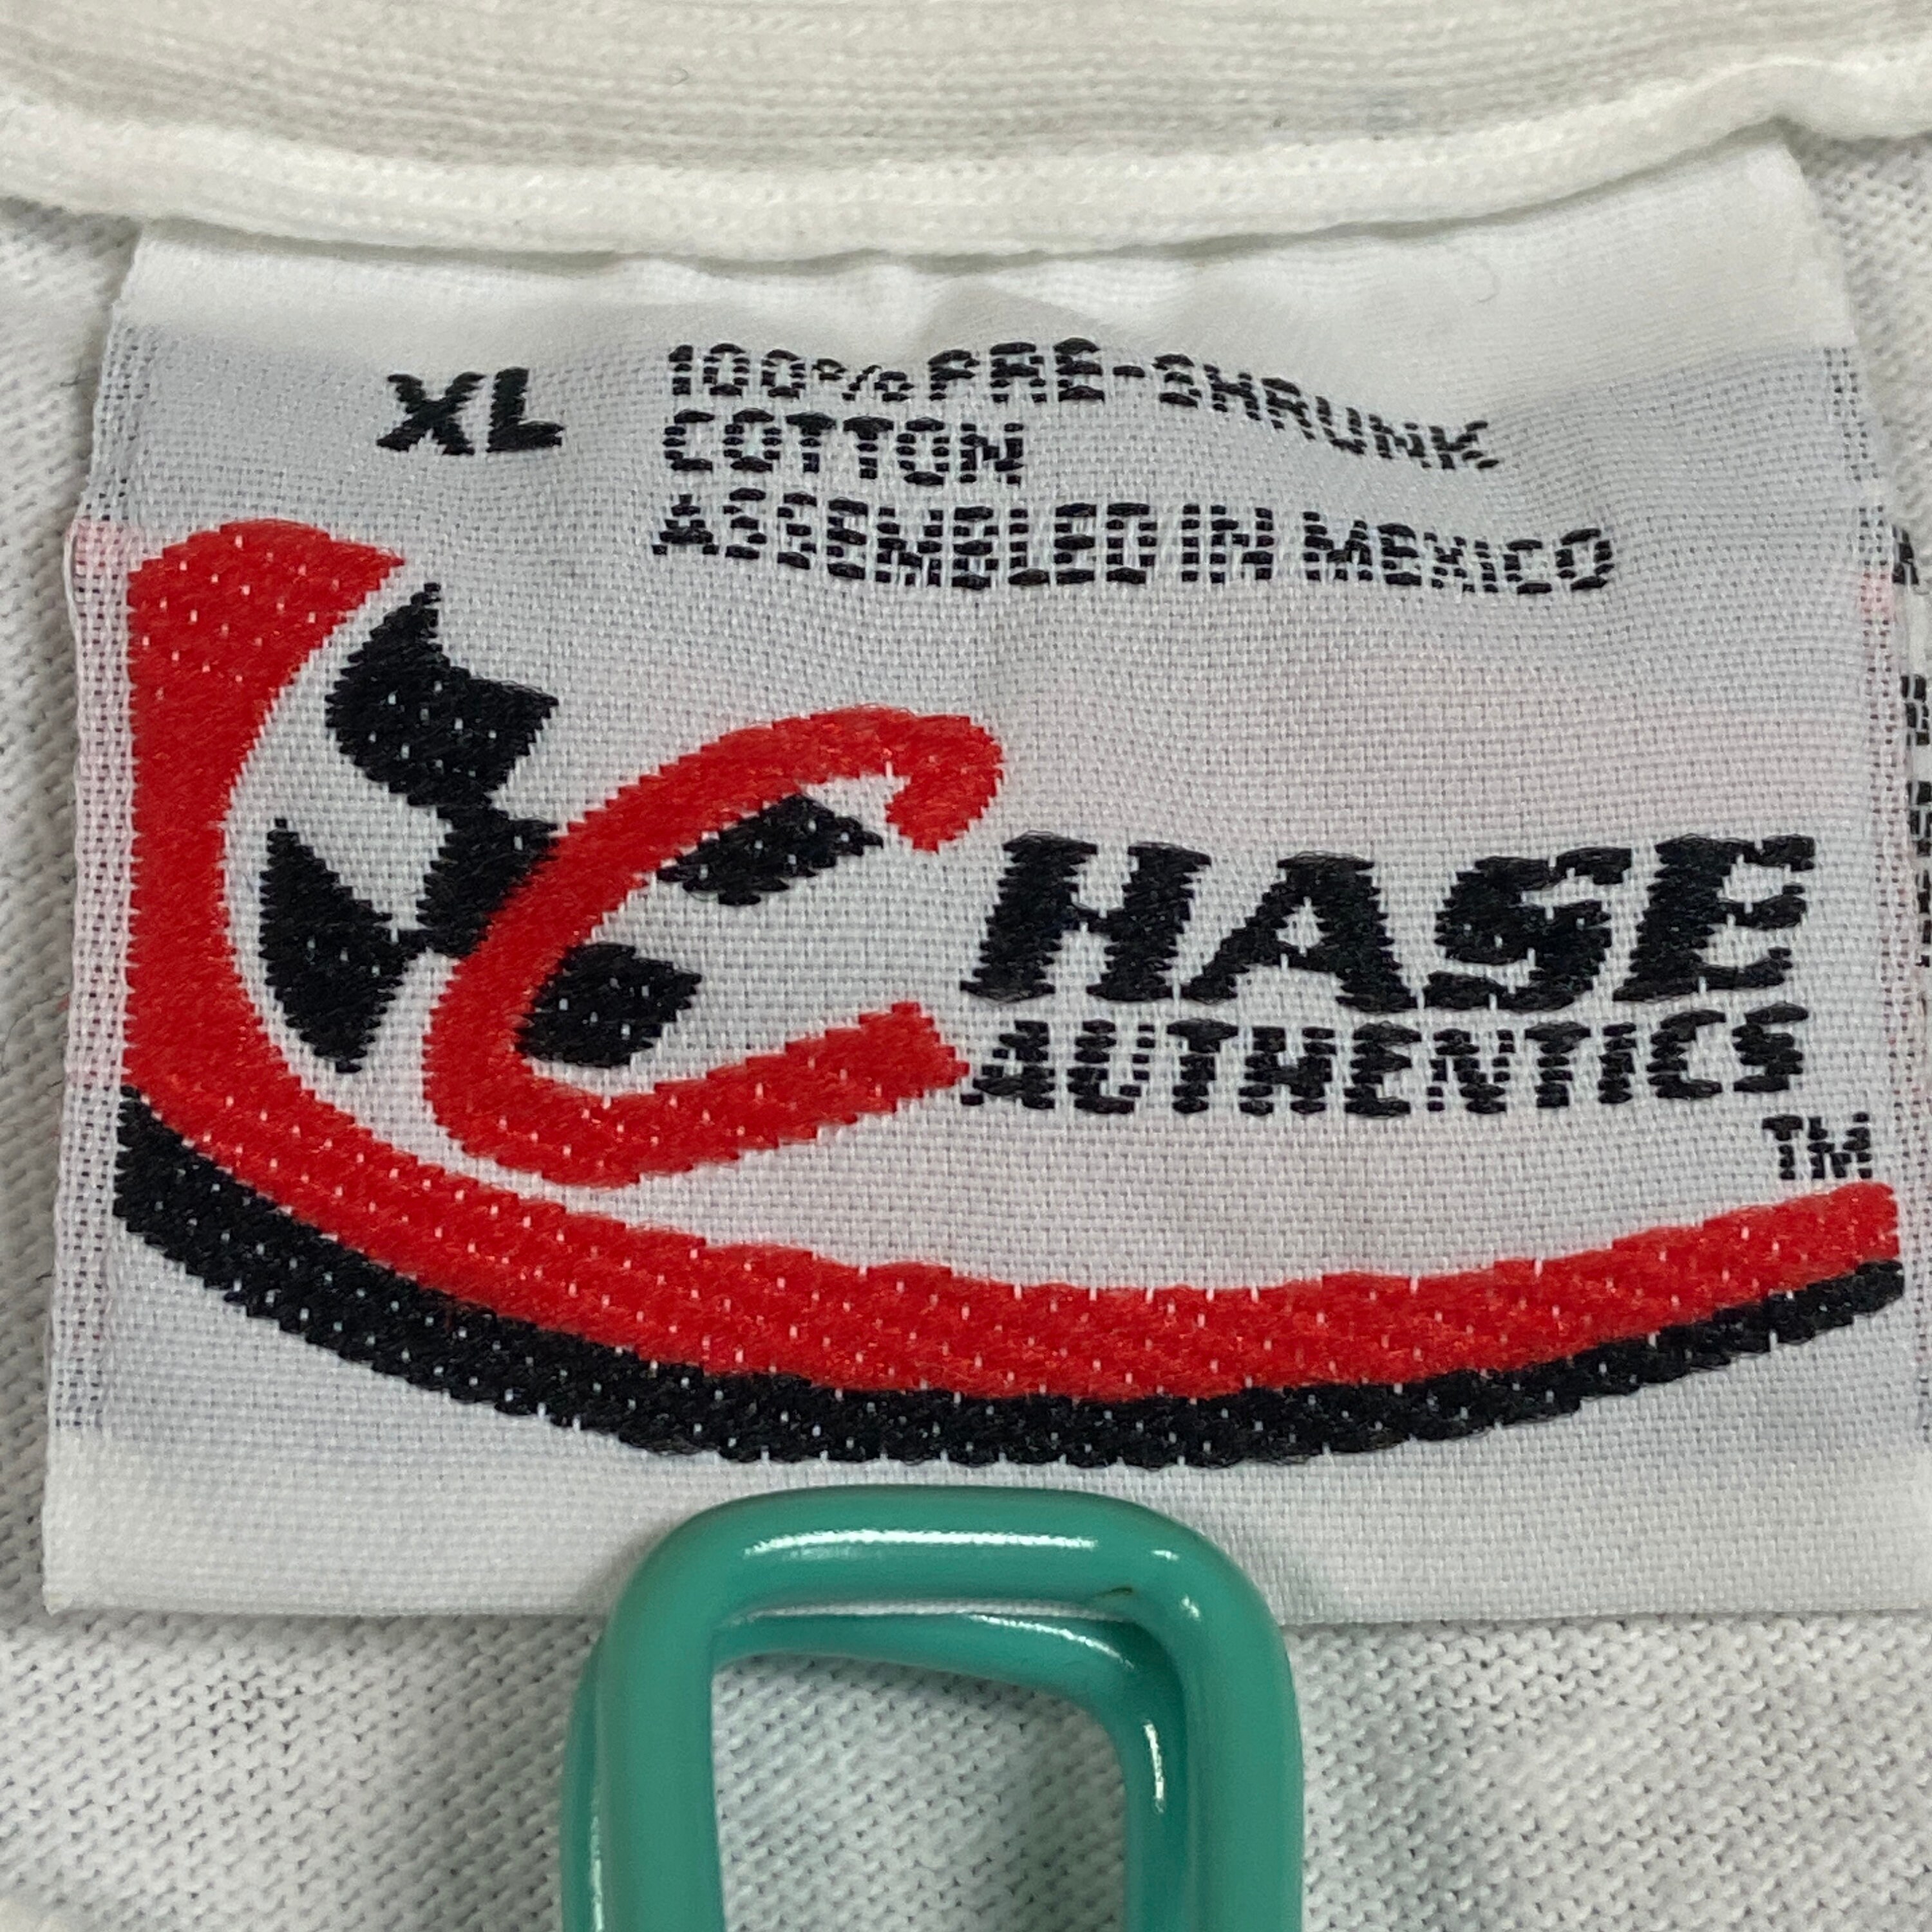 XL
100% PRE-SHRUNK
COTTON
ASSEMBLED IN MEXICO
CHASE
AUTHENTICS
TM